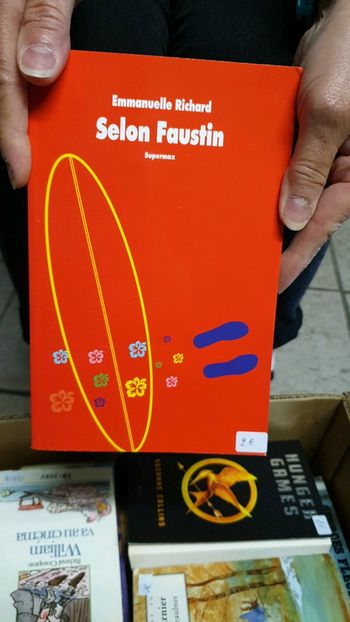 Emmanuelle Richard
Selon Faustin
Supermax
2 €
HUNGER
GAMES
SUZANNE COLLINS
William
va au cinéma
Richmal Crompton